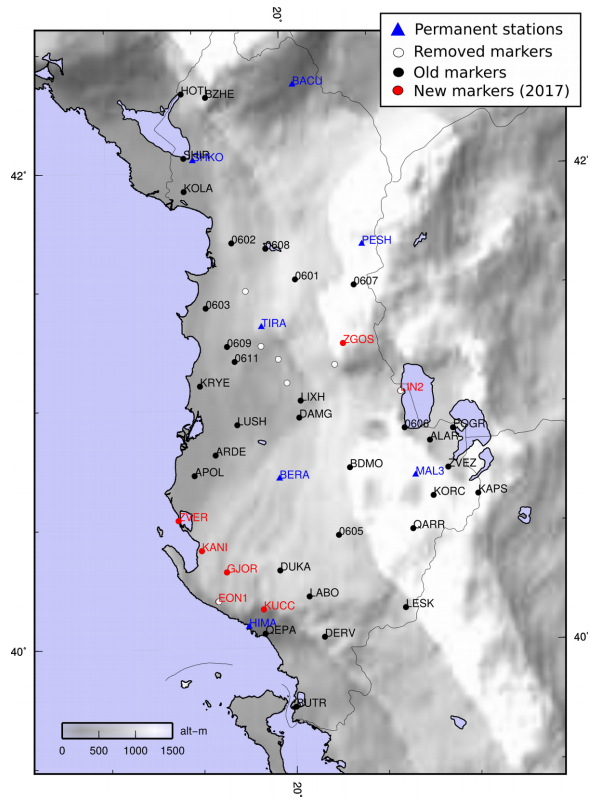 20°
Permanent stations
Removed markers
Old markers
New markers (2017)
BACU
HOTI
BZHE
SHIR
SHKO
42°
42°
KOLA
0602
0608
PESH
0601
0607
0603
TIRA
ZGOS
0609
0611
KRYE
LIN2
LIXH
DAMG
LUSH
0606
POGR
ALAR
ARDE
BDMO
ZVEZ
APOL
BERA
MAL3
KORC
KAPS
ZVER
QARR
0605
KANI
GJOR
DUKA
EON1
LABO
KUCC
LESK
HIMA
QEPA
DERV
40°
40°
BUTR
alt-m
0 500 1000 1500
20°